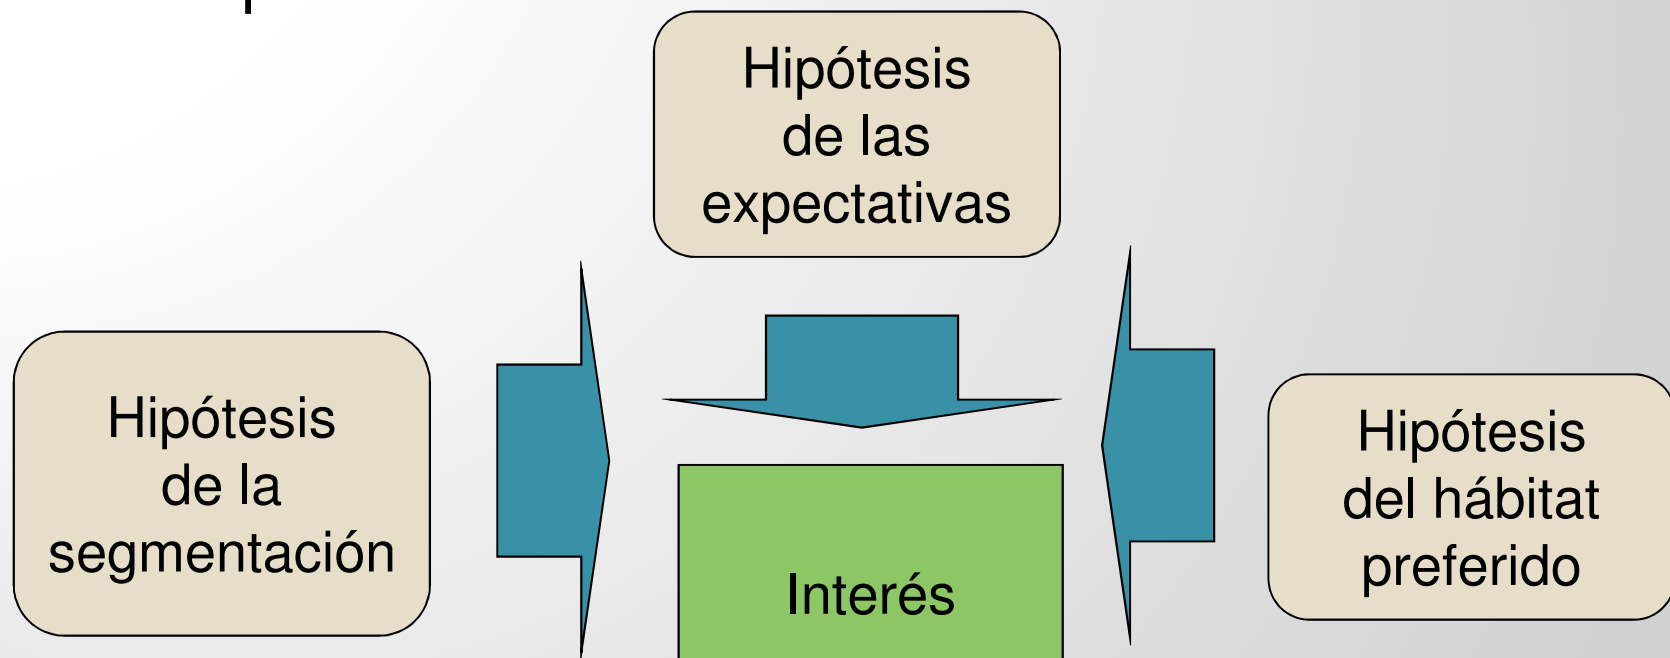 Hipótesis
de las
expectativas
Hipótesis
de la
segmentación
Hipótesis
del hábitat
preferido
Interés